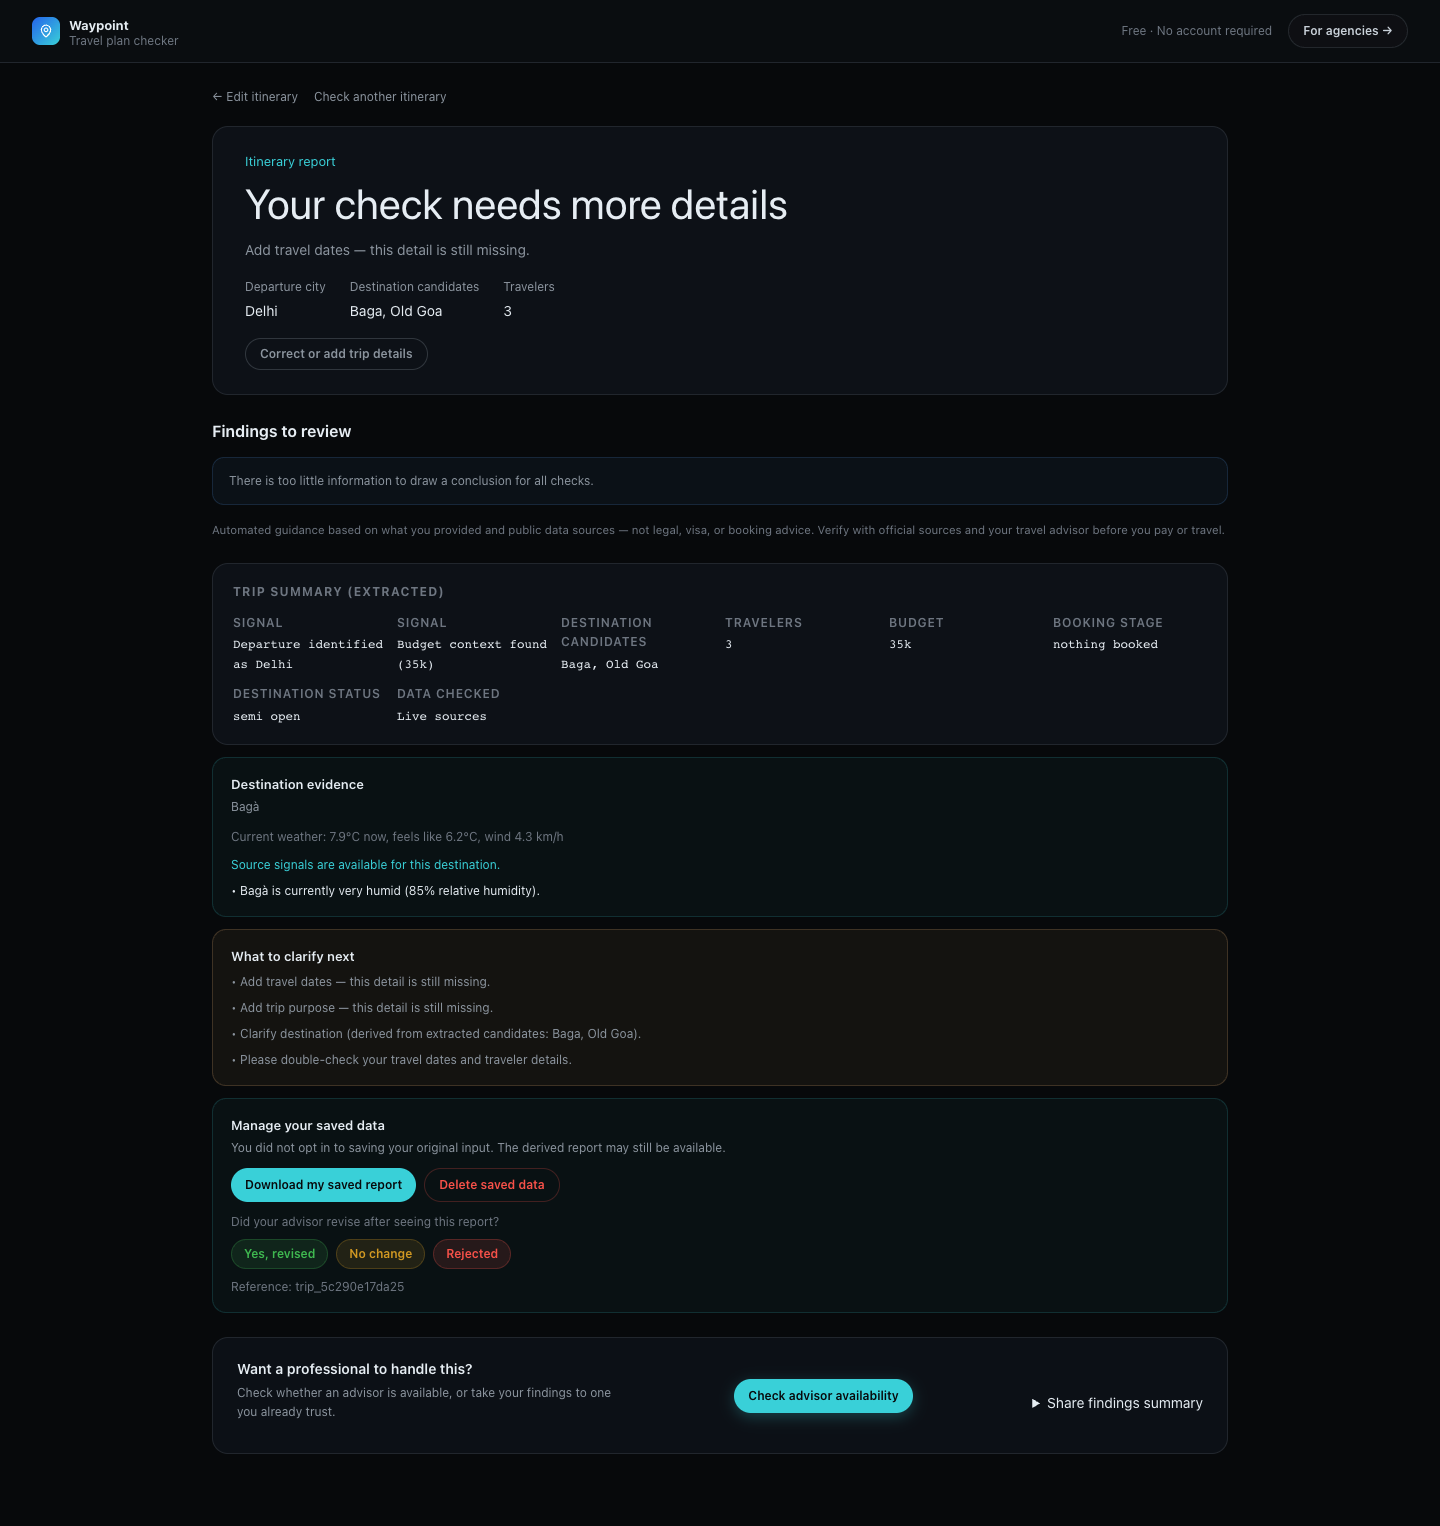 Waypoint
Travel plan checker
Free · No account required
For agencies →
← Edit itinerary
Check another itinerary
Itinerary report
Your check needs more details
Add travel dates — this detail is still missing.
Departure city
Destination candidates
Travelers
Delhi
Baga, Old Goa
3
Correct or add trip details
Findings to review
There is too little information to draw a conclusion for all checks.
Automated guidance based on what you provided and public data sources — not legal, visa, or booking advice. Verify with official sources and your travel advisor before you pay or travel.
TRIP SUMMARY (EXTRACTED)
SIGNAL
Departure identified
as Delhi
SIGNAL
Budget context found
(35k)
DESTINATION
CANDIDATES
Baga, Old Goa
TRAVELERS
3
BUDGET
35k
BOOKING STAGE
nothing booked
DESTINATION STATUS
semi open
DATA CHECKED
Live sources
Destination evidence
Bagà
Current weather: 7.9°C now, feels like 6.2°C, wind 4.3 km/h
Source signals are available for this destination.
• Bagà is currently very humid (85% relative humidity).
What to clarify next
• Add travel dates — this detail is still missing.
• Add trip purpose — this detail is still missing.
• Clarify destination (derived from extracted candidates: Baga, Old Goa).
• Please double-check your travel dates and traveler details.
Manage your saved data
You did not opt in to saving your original input. The derived report may still be available.
Download my saved report
Delete saved data
Did your advisor revise after seeing this report?
Yes, revised
No change
Rejected
Reference: trip_5c290e17da25
Want a professional to handle this?
Check whether an advisor is available, or take your findings to one
you already trust.
Check advisor availability
▶ Share findings summary